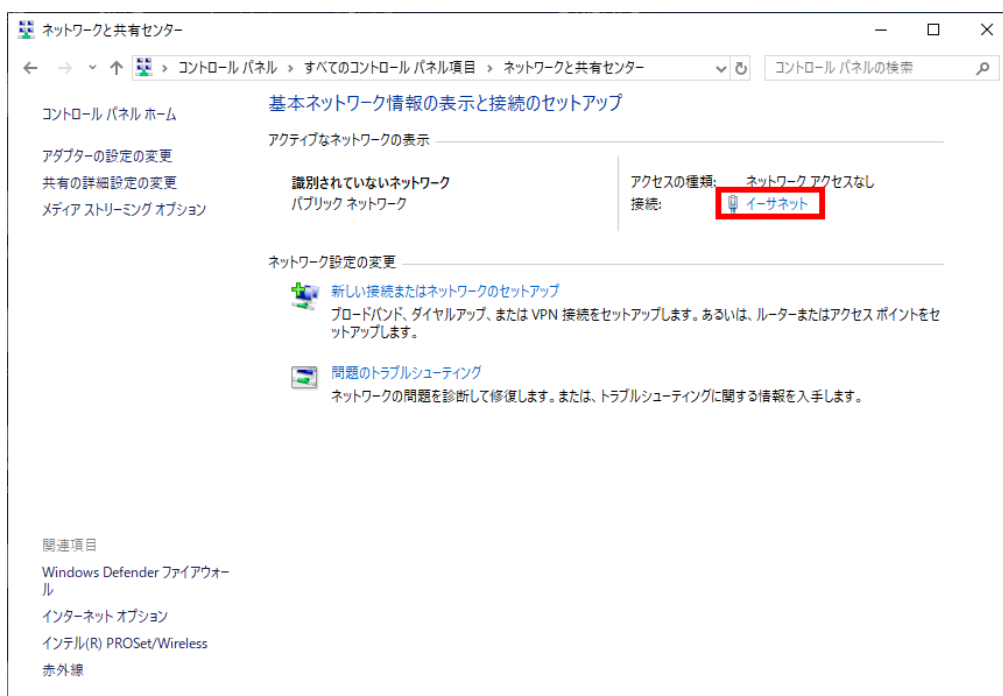 ネットワークと共有センター
コントロール パネル › すべてのコントロール パネル項目 › ネットワークと共有センター
コントロール パネルの検索
コントロール パネル ホーム
アダプターの設定の変更
共有の詳細設定の変更
メディア ストリーミング オプション
基本ネットワーク情報の表示と接続のセットアップ
アクティブなネットワークの表示
識別されていないネットワーク
パブリック ネットワーク
アクセスの種類: ネットワーク アクセスなし
接続: イーサネット
ネットワーク設定の変更
新しい接続またはネットワークのセットアップ
ブロードバンド、ダイヤルアップ、または VPN 接続をセットアップします。あるいは、ルーターまたはアクセス ポイントをセ
ットアップします。
問題のトラブルシューティング
ネットワークの問題を診断して修復します。または、トラブルシューティングに関する情報を入手します。
関連項目
Windows Defender ファイアウォー
ル
インターネット オプション
インテル(R) PROSet/Wireless
赤外線